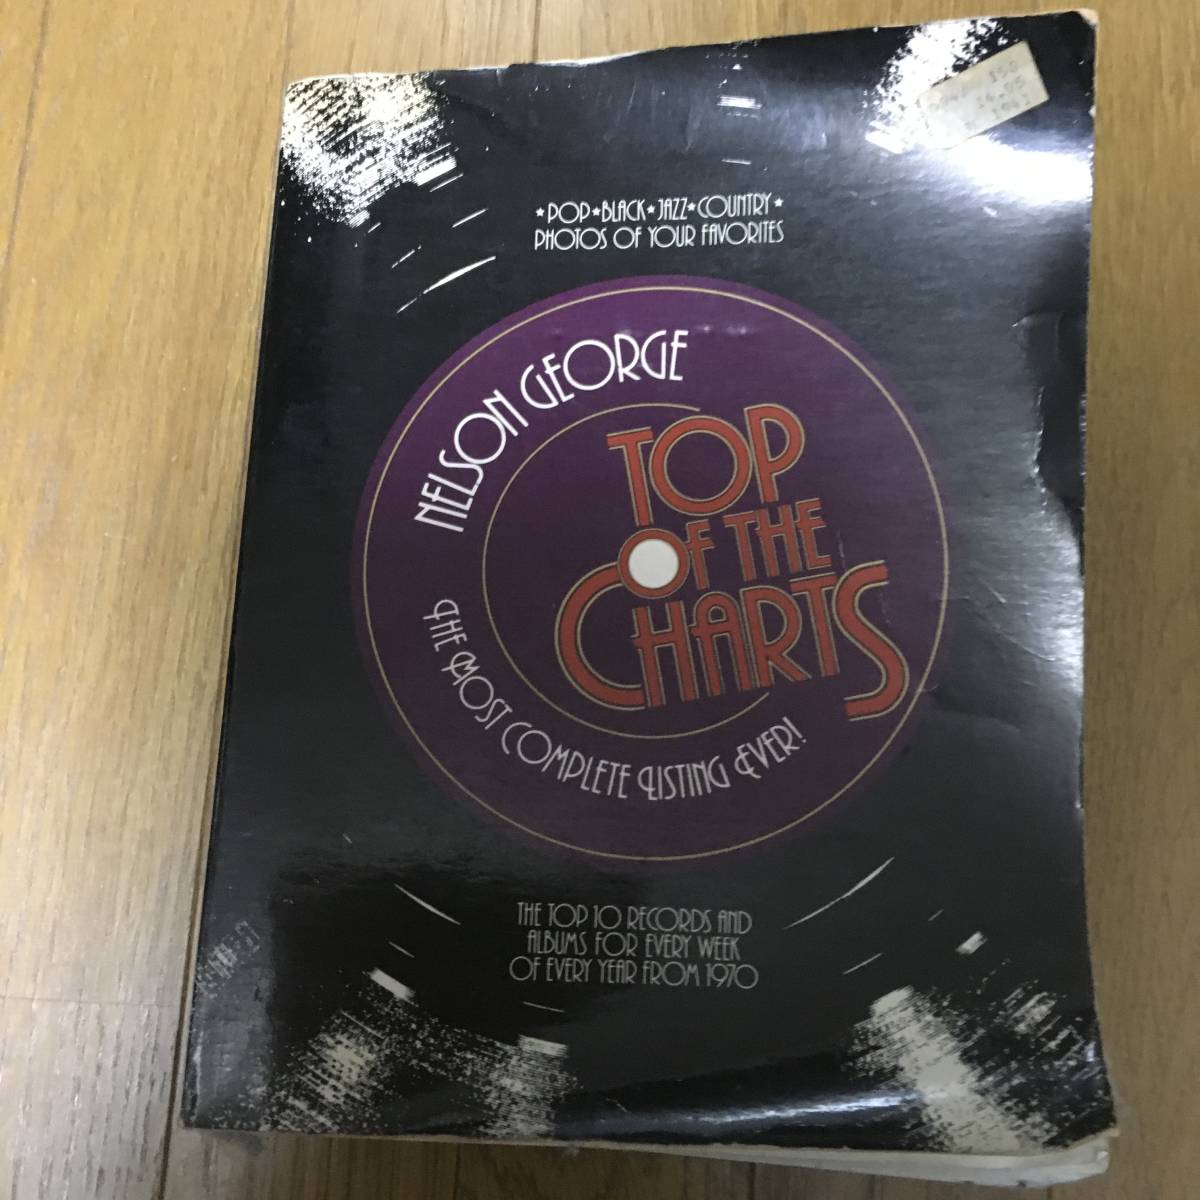 ★POP★BLACK★JAZZ★COUNTRY★
PHOTOS OF YOUR FAVORITES
NELSON GEORGE
TOP
OF THE
CHARTS
THE MOST COMPLETE LISTING EVER!
THE TOP 10 RECORDS AND
ALBUMS FOR EVERY WEEK
OF EVERY YEAR FROM 1970